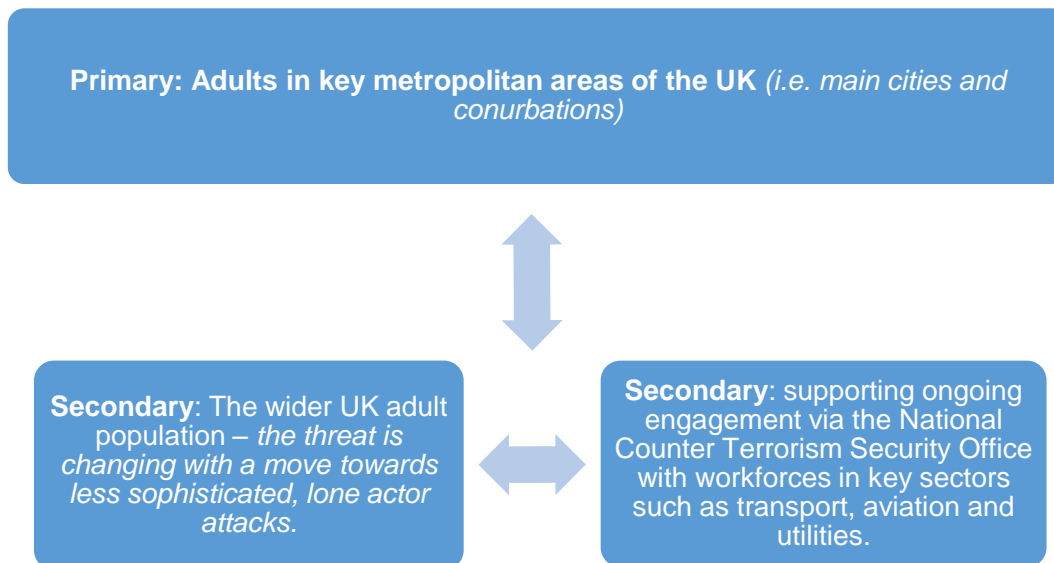 Primary: Adults in key metropolitan areas of the UK (i.e. main cities and
conurbations)
Secondary: The wider UK adult
population – the threat is
changing with a move towards
less sophisticated, lone actor
attacks.
Secondary: supporting ongoing
engagement via the National
Counter Terrorism Security Office
with workforces in key sectors
such as transport, aviation and
utilities.